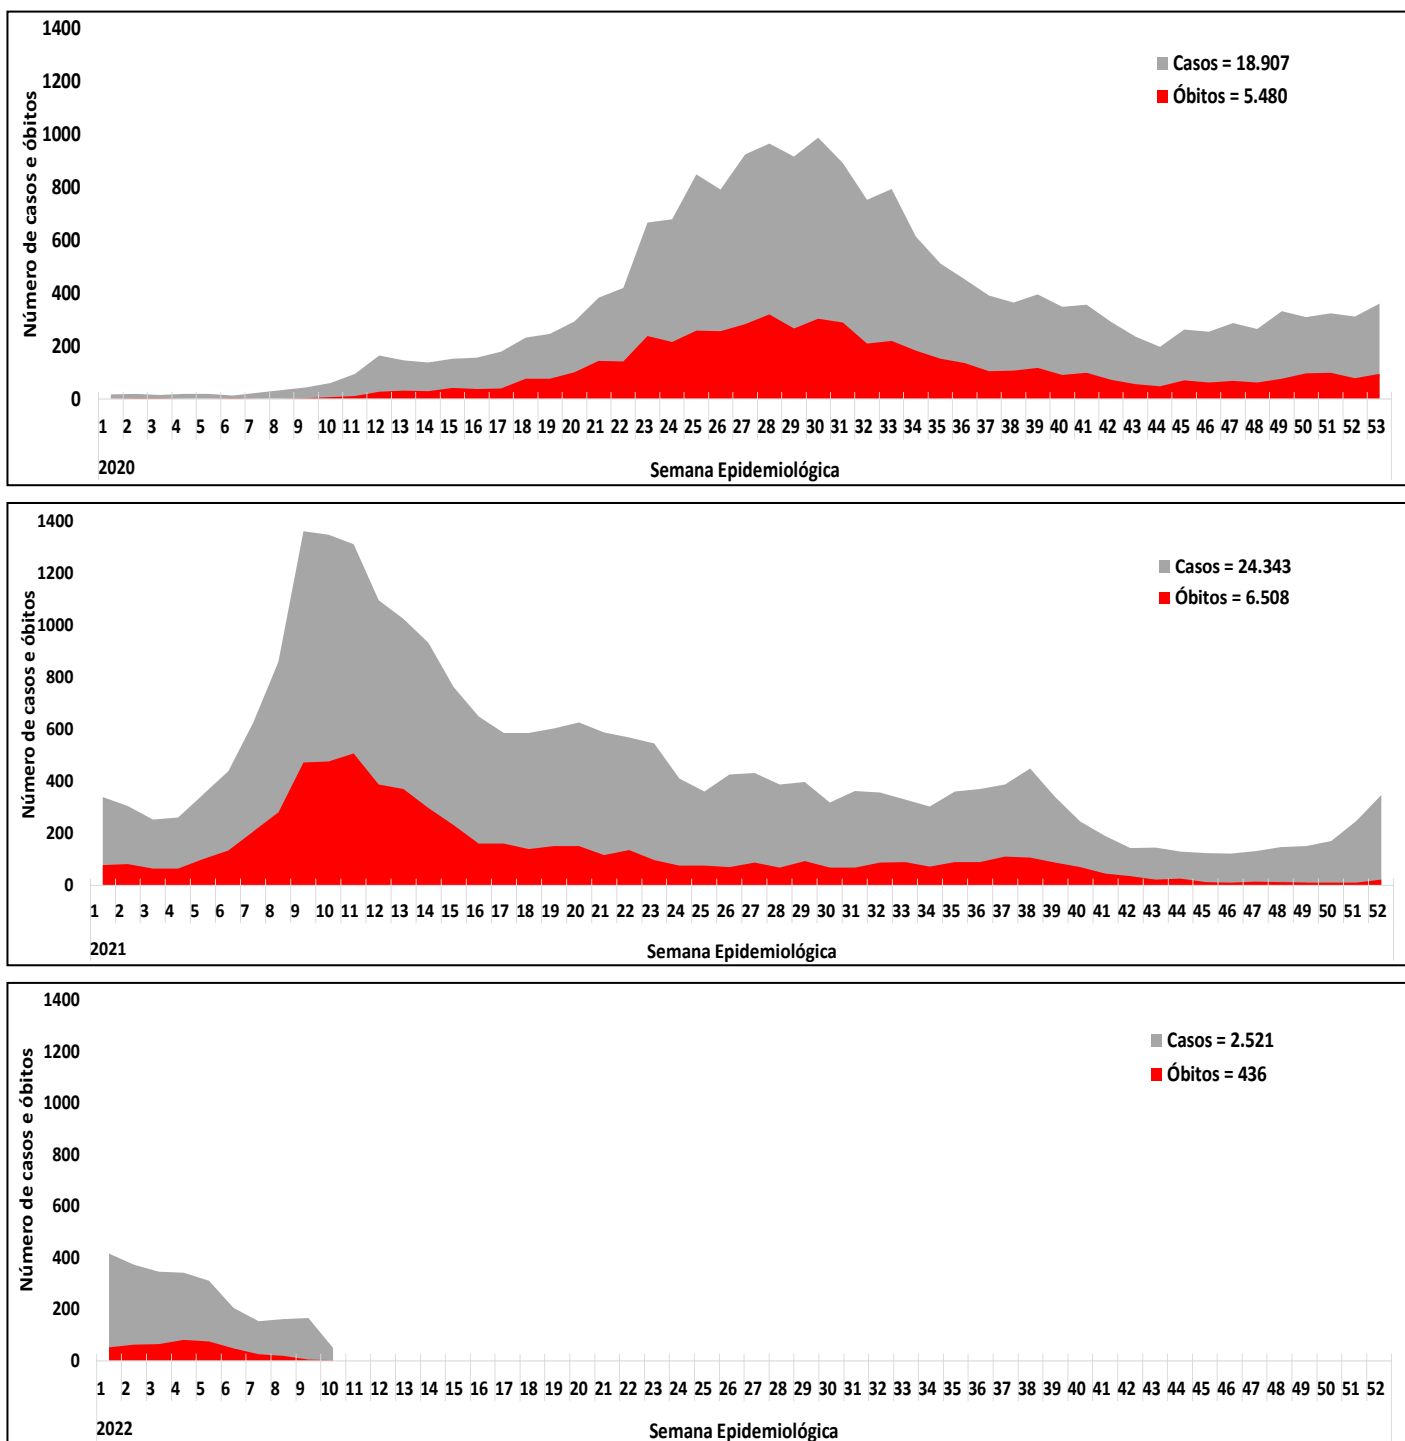 1400
1200
1000
800
600
400
200
0
Número de casos e óbitos
Casos = 18.907
Óbitos = 5.480
1 2 3 4 5 6 7 8 9 10 11 12 13 14 15 16 17 18 19 20 21 22 23 24 25 26 27 28 29 30 31 32 33 34 35 36 37 38 39 40 41 42 43 44 45 46 47 48 49 50 51 52 53
2020
Semana Epidemiológica
1400
1200
1000
800
600
400
200
0
Número de casos e óbitos
Casos = 24.343
Óbitos = 6.508
1 2 3 4 5 6 7 8 9 10 11 12 13 14 15 16 17 18 19 20 21 22 23 24 25 26 27 28 29 30 31 32 33 34 35 36 37 38 39 40 41 42 43 44 45 46 47 48 49 50 51 52
2021
Semana Epidemiológica
1400
1200
1000
800
600
400
200
0
Número de casos e óbitos
Casos = 2.521
Óbitos = 436
1 2 3 4 5 6 7 8 9 10 11 12 13 14 15 16 17 18 19 20 21 22 23 24 25 26 27 28 29 30 31 32 33 34 35 36 37 38 39 40 41 42 43 44 45 46 47 48 49 50 51 52
2022
Semana Epidemiológica